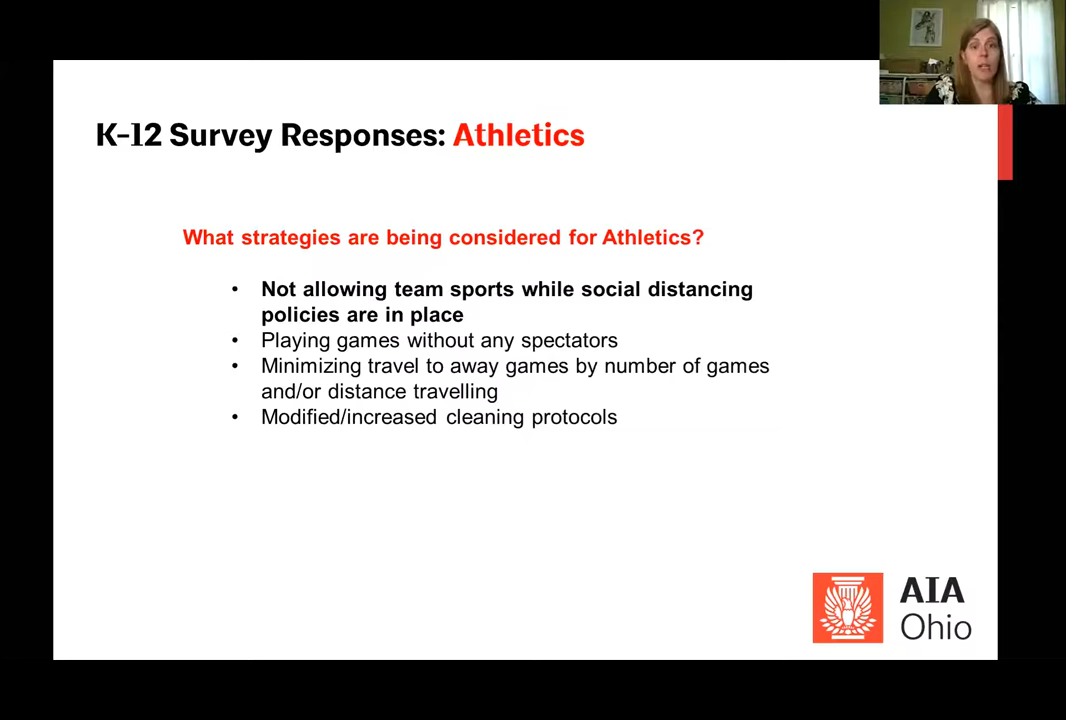 K-12 Survey Responses: Athletics
What strategies are being considered for Athletics?
• Not allowing team sports while social distancing
policies are in place
• Playing games without any spectators
• Minimizing travel to away games by number of games
and/or distance travelling
• Modified/increased cleaning protocols
AIA
Ohio